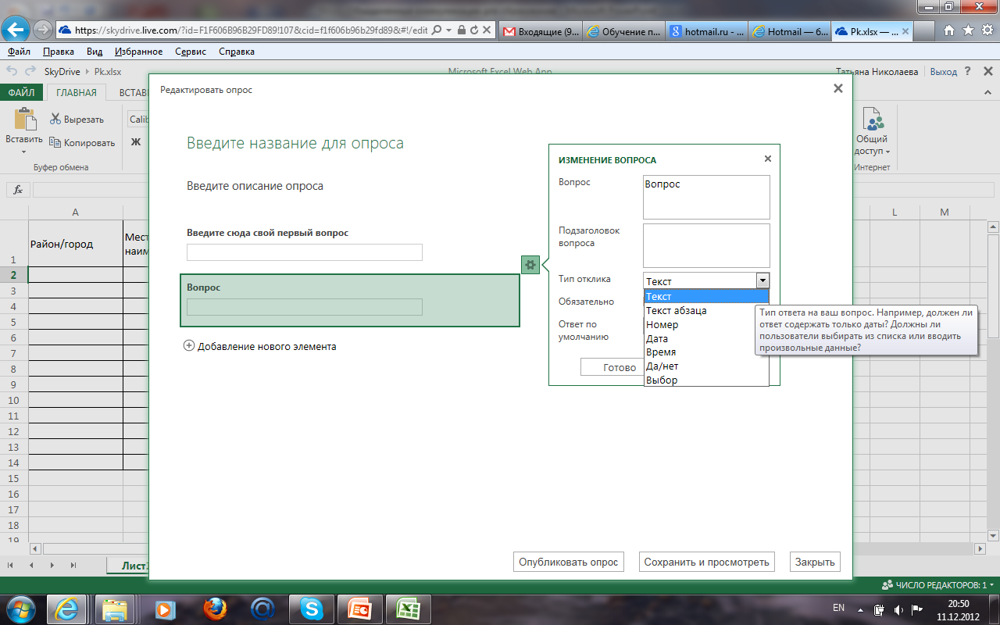 https://skydrive.live.com/?id=F1F606B96B29FD89!107&cid=f1f606b96b29fd89&#!/edit
Входящие (9...
Обучение п...
hotmail.ru - ...
Hotmail — 6...
Pk.xlsx — ...
Файл Правка Вид Избранное Сервис Справка
SkyDrive Pk.xlsx
Microsoft Excel Web App
Татьяна Николаева Выход ?
ФАЙЛ ГЛАВНАЯ ВСТАВ
Вставить
Вырезать
Копировать
Буфер обмена
Calib
Ж
Общий
доступ
Интернет
fx
A L M
1
Район/город
Мест
наим
2
3
4
5
6
7
8
9
10
11
12
13
14
15
16
17
18
19
Редактировать опрос
Введите название для опроса
Введите описание опроса
Введите сюда свой первый вопрос
Вопрос
Добавление нового элемента
ИЗМЕНЕНИЕ ВОПРОСА
Вопрос
Вопрос
Подзаголовок
вопроса
Тип отклика
Текст
Обязательно
Ответ по
умолчанию
Текст
Текст абзаца
Номер
Дата
Время
Да/нет
Выбор
Готово
Тип ответа на ваш вопрос. Например, должен ли
ответ содержать только даты? Должны ли
пользователи выбирать из списка или вводить
произвольные данные?
Опубликовать опрос
Сохранить и просмотреть
Закрыть
Лист1
ЧИСЛО РЕДАКТОРОВ: 1
EN
20:50
11.12.2012